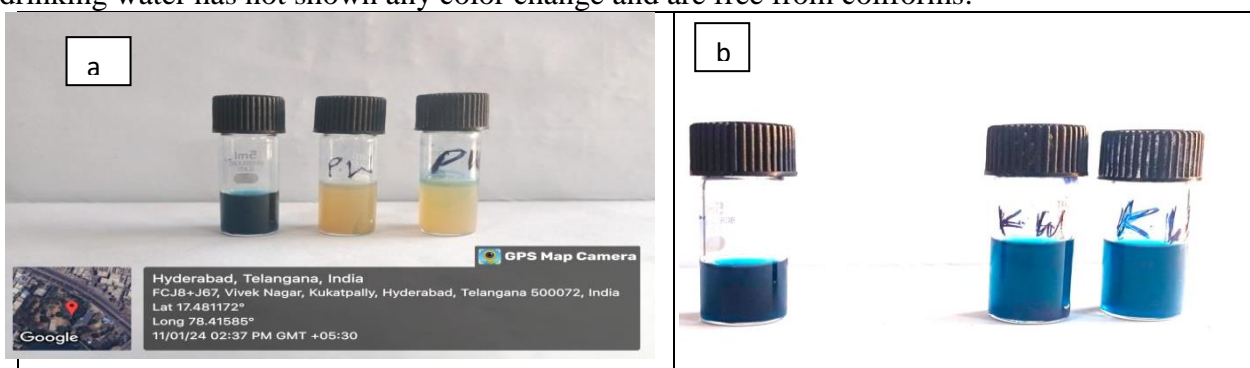 drinking water has not shown any color change and are free from coliforms.
a
b
5ml
P.W
K W
GPS Map Camera
Hyderabad, Telangana, India
FCJ8+J67, Vivek Nagar, Kukatpally, Hyderabad, Telangana 500072, India
Lat 17.481172°
Long 78.41585°
11/01/24 02:37 PM GMT +05:30
Google